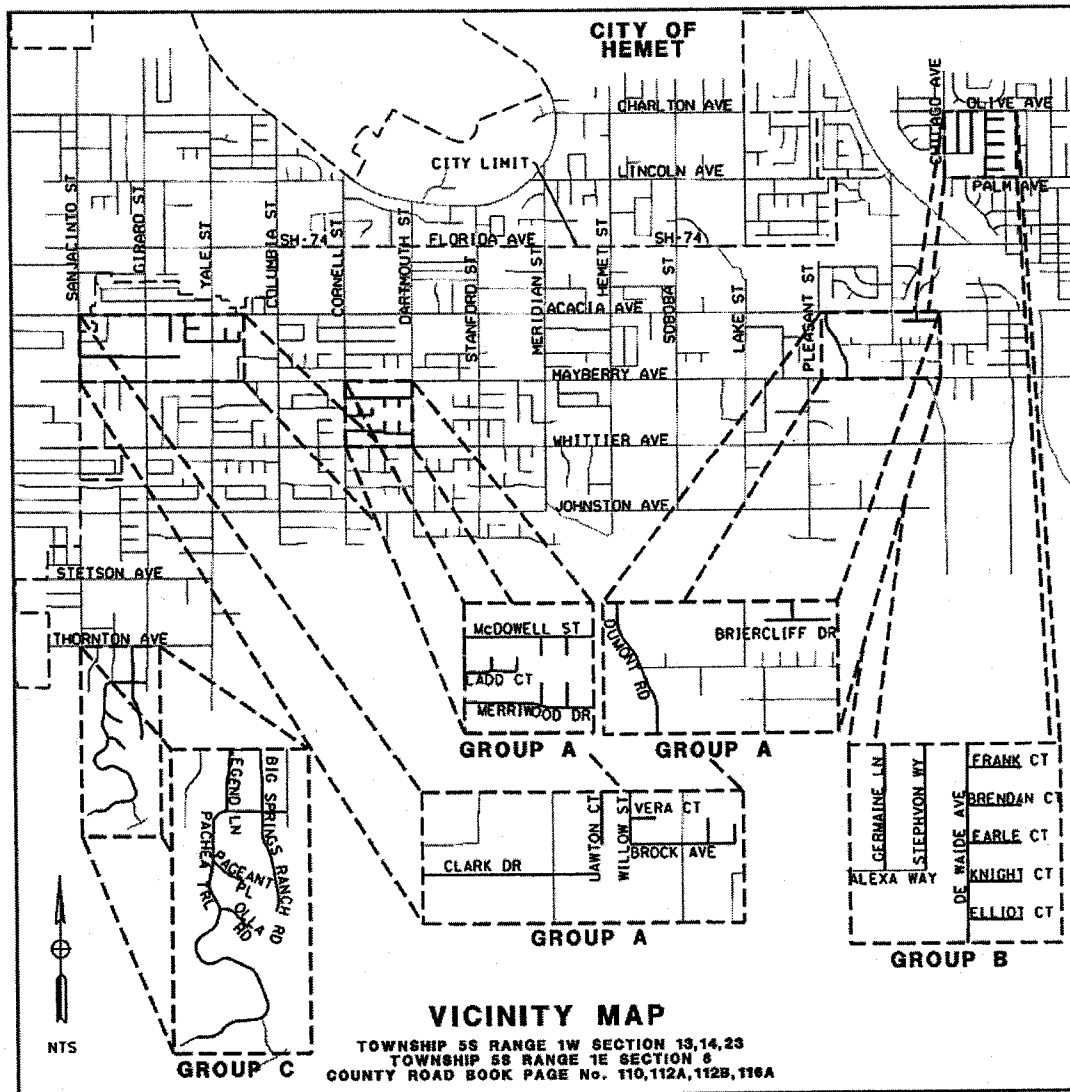 CITY OF
HEMET
CHICAGO AVE
OLIVE AVE
CHARLTON AVE
CITY LIMIT
LINCOLN AVE
PALM AVE
SANJACINTO ST
GIRARD ST
YALE ST
COLUMBIA ST
SH-74
CORNELL ST
DARTMOUTH ST
FLORIDA AVE
STANFORD ST
MERIDIAN ST
HEMET ST
SH-74
SOBOBA ST
LAKE ST
PLEASANT ST
ACACIA AVE
MAYBERRY AVE
WHITTIER AVE
JOHNSTON AVE
STETSON AVE
THORNTON AVE
McDOWELL ST
LADD CT
MERRIWOOD DR
GROUP A
DUMONT RD
BRIERCLIFF DR
GROUP A
GERMAINE LN
STEPHVON WY
ALEXA WAY
DE WAIDE AVE
FRANK CT
BRENDAN CT
EARLE CT
KNIGHT CT
ELLIOT CT
GROUP B
CLARK DR
LAWTON CT
WILLOW ST
VERA CT
BROCK AVE
GROUP A
LEGEND LN
BIG SPRINGS RANCH RD
PACHEA TRL
PAGEANT PL
OLLA RD
GROUP C
NTS
VICINITY MAP
TOWNSHIP 5S RANGE 1W SECTION 13,14,23
TOWNSHIP 5S RANGE 1E SECTION 6
COUNTY ROAD BOOK PAGE No. 110,112A,112B,116A